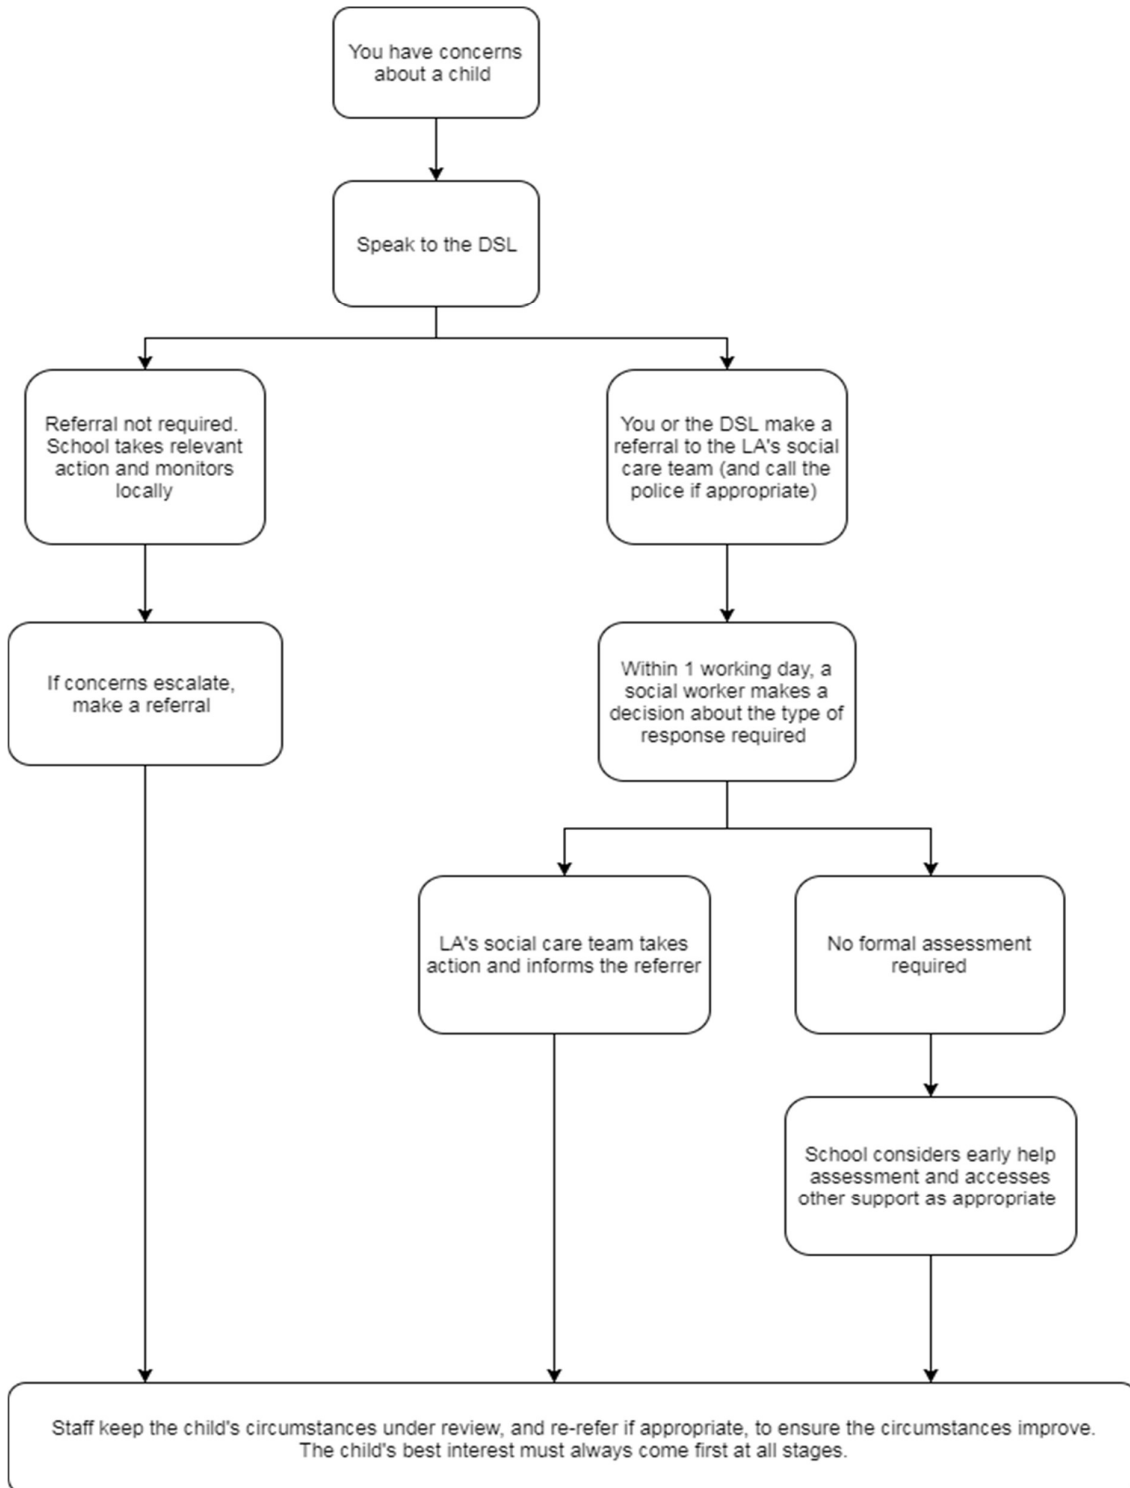 You have concerns
about a child
Speak to the DSL
Referral not required.
School takes relevant
action and monitors
locally
You or the DSL make a
referral to the LA's social
care team (and call the
police if appropriate)
If concerns escalate,
make a referral
Within 1 working day, a
social worker makes a
decision about the type of
response required
LA's social care team takes
action and informs the referrer
No formal assessment
required
School considers early help
assessment and accesses
other support as appropriate
Staff keep the child's circumstances under review, and re-refer if appropriate, to ensure the circumstances improve.
The child's best interest must always come first at all stages.